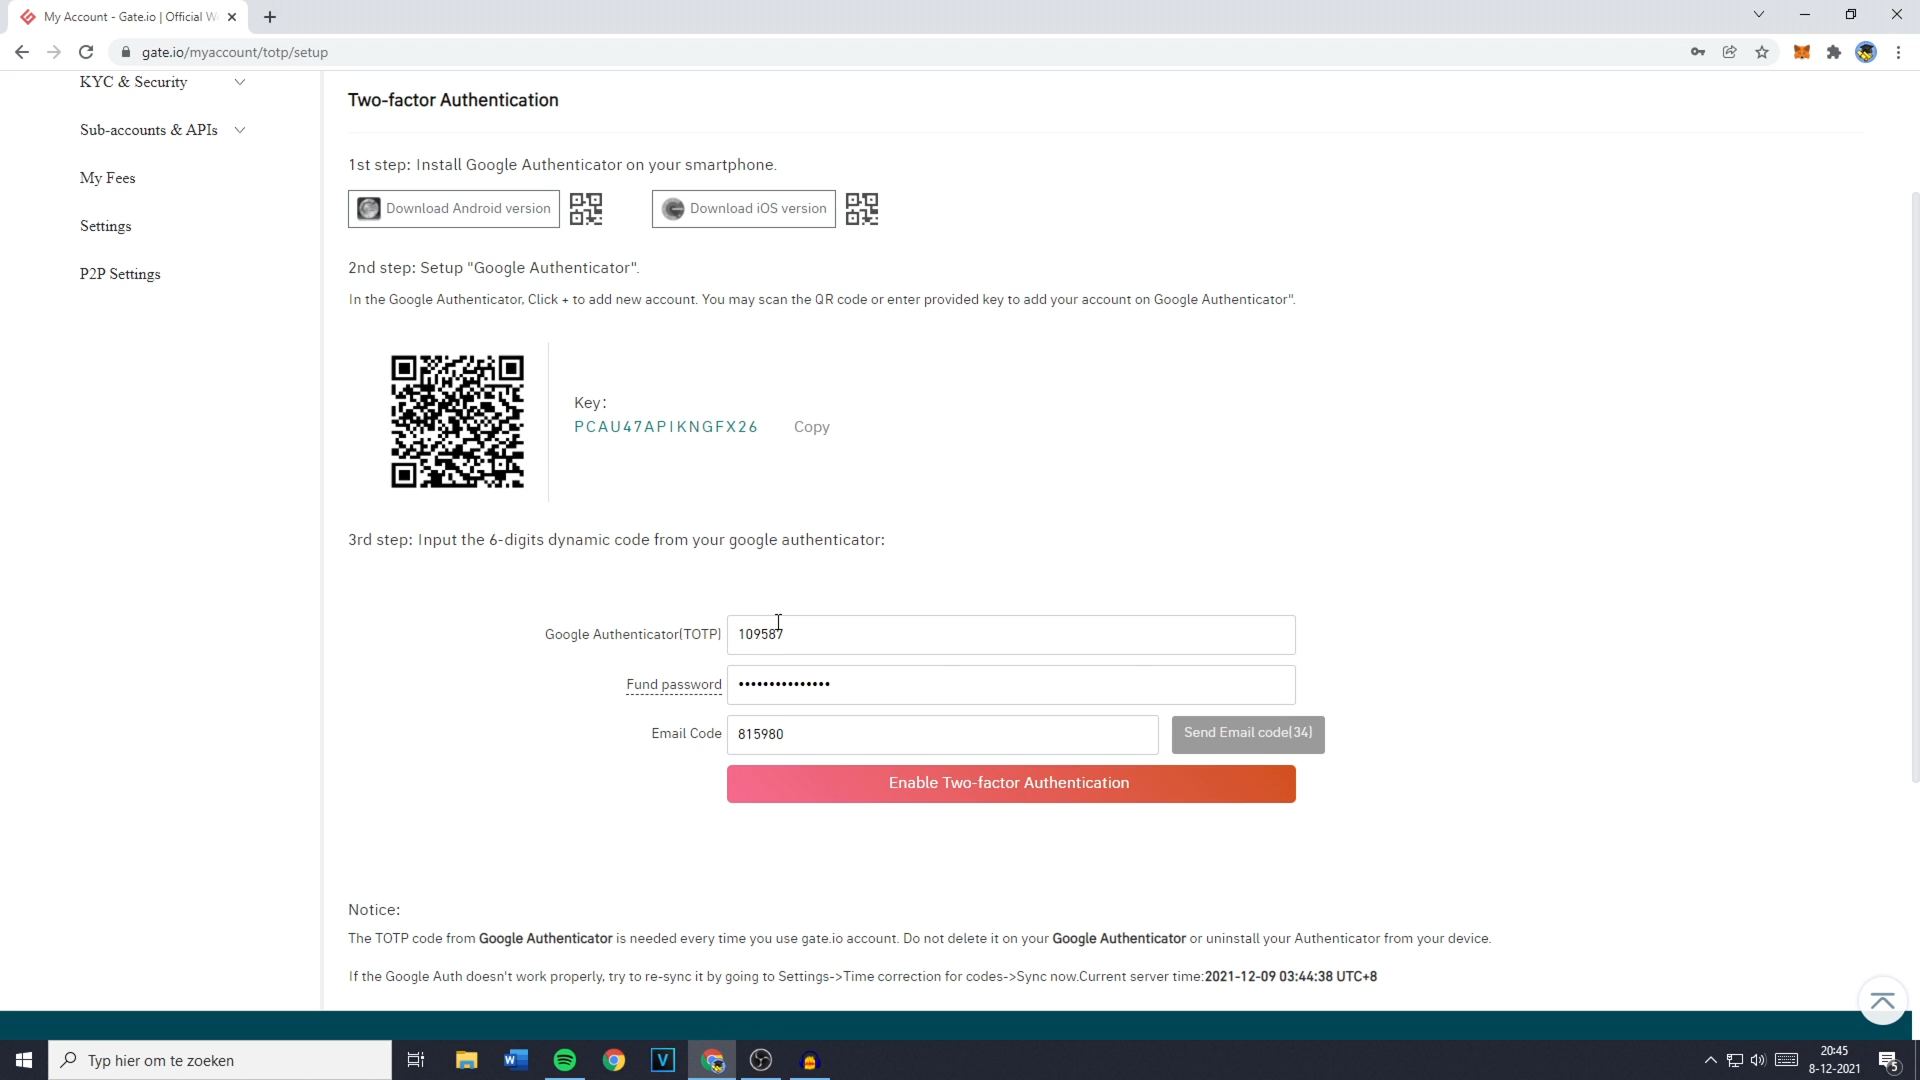 My Account - Gate.io | Official W
gate.io/myaccount/totp/setup
KYC & Security
Sub-accounts & APIs
My Fees
Settings
P2P Settings
Two-factor Authentication
1st step: Install Google Authenticator on your smartphone.
Download Android version
Download iOS version
2nd step: Setup "Google Authenticator".
In the Google Authenticator, Click + to add new account. You may scan the QR code or enter provided key to add your account on Google Authenticator".
Key:
PCAU47APIKNGFX26 Copy
3rd step: Input the 6-digits dynamic code from your google authenticator:
Google Authenticator(TOTP) 109587
Fund password •••••••••••••••
Email Code 815980 Send Email code(34)
Enable Two-factor Authentication
Notice:
The TOTP code from Google Authenticator is needed every time you use gate.io account. Do not delete it on your Google Authenticator or uninstall your Authenticator from your device.
If the Google Auth doesn't work properly, try to re-sync it by going to Settings->Time correction for codes->Sync now.Current server time:2021-12-09 03:44:38 UTC+8
Typ hier om te zoeken
20:45
8-12-2021
5